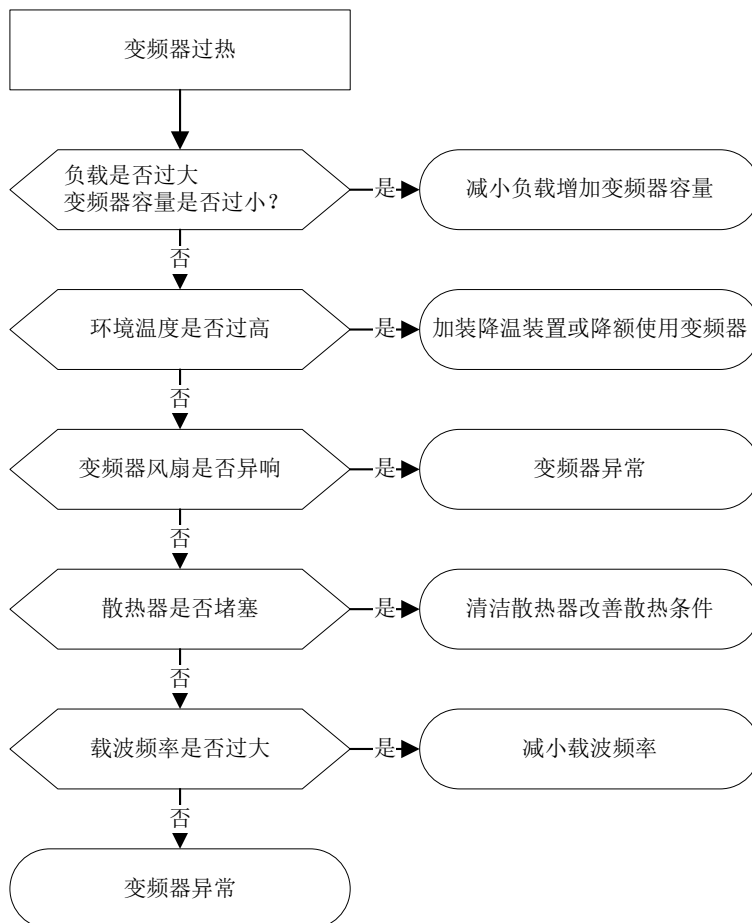 变频器过热
负载是否过大
变频器容量是否过小？
是
减小负载增加变频器容量
否
环境温度是否过高
是
加装降温装置或降额使用变频器
否
变频器风扇是否异响
是
变频器异常
否
散热器是否堵塞
是
清洁散热器改善散热条件
否
载波频率是否过大
是
减小载波频率
否
变频器异常